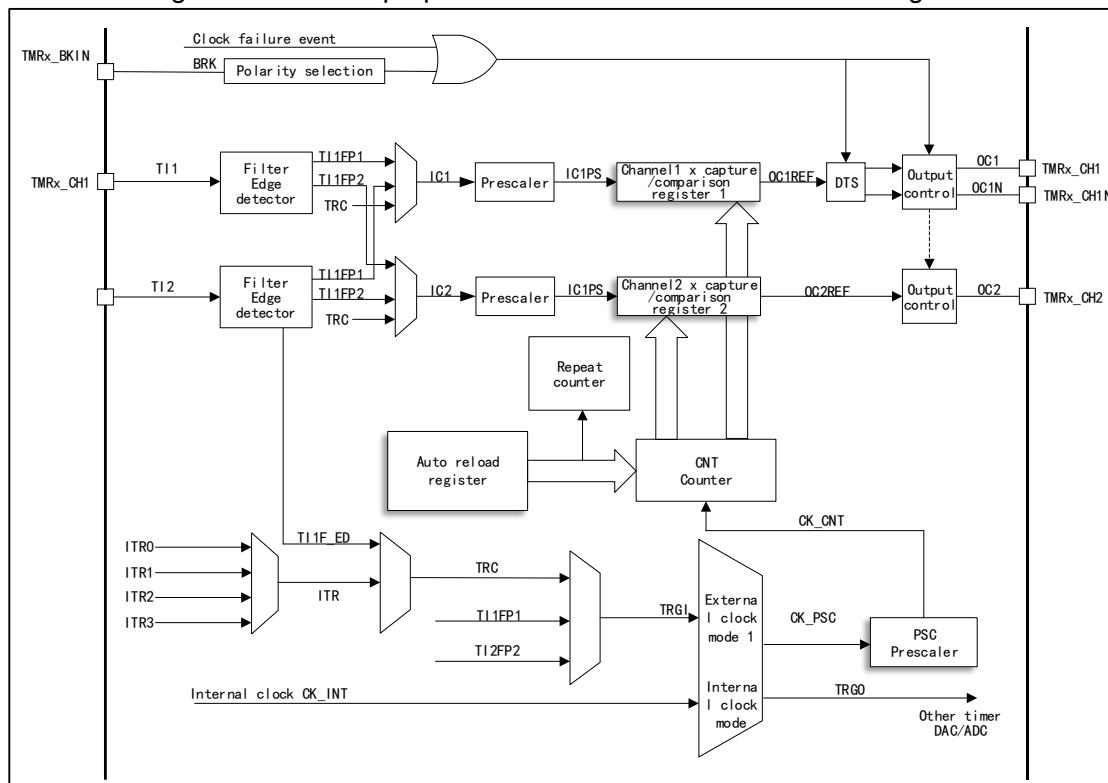 Clock failure event
TMRx_BKIN
BRK
Polarity selection
TMRx_CH1
TI1
Filter
Edge
detector
TI1FP1
TI1FP2
TRC
IC1
Prescaler
IC1PS
Channel1 x capture
/comparison
register 1
OC1REF
DTS
Output
control
OC1
OC1N
TMRx_CH1
TMRx_CH1N
TI2
Filter
Edge
detector
TI1FP1
TI1FP2
TRC
IC2
Prescaler
IC1PS
Channel2 x capture
/comparison
register 2
OC2REF
Output
control
OC2
TMRx_CH2
Repeat
counter
Auto reload
register
CNT
Counter
CK_CNT
ITR0
ITR1
ITR2
ITR3
ITR
TI1F_ED
TRC
TI1FP1
TI2FP2
TRGI
Externa
l clock
mode 1
CK_PSC
PSC
Prescaler
Internal clock CK_INT
Interna
l clock
mode
TRGO
Other timer
DAC/ADC